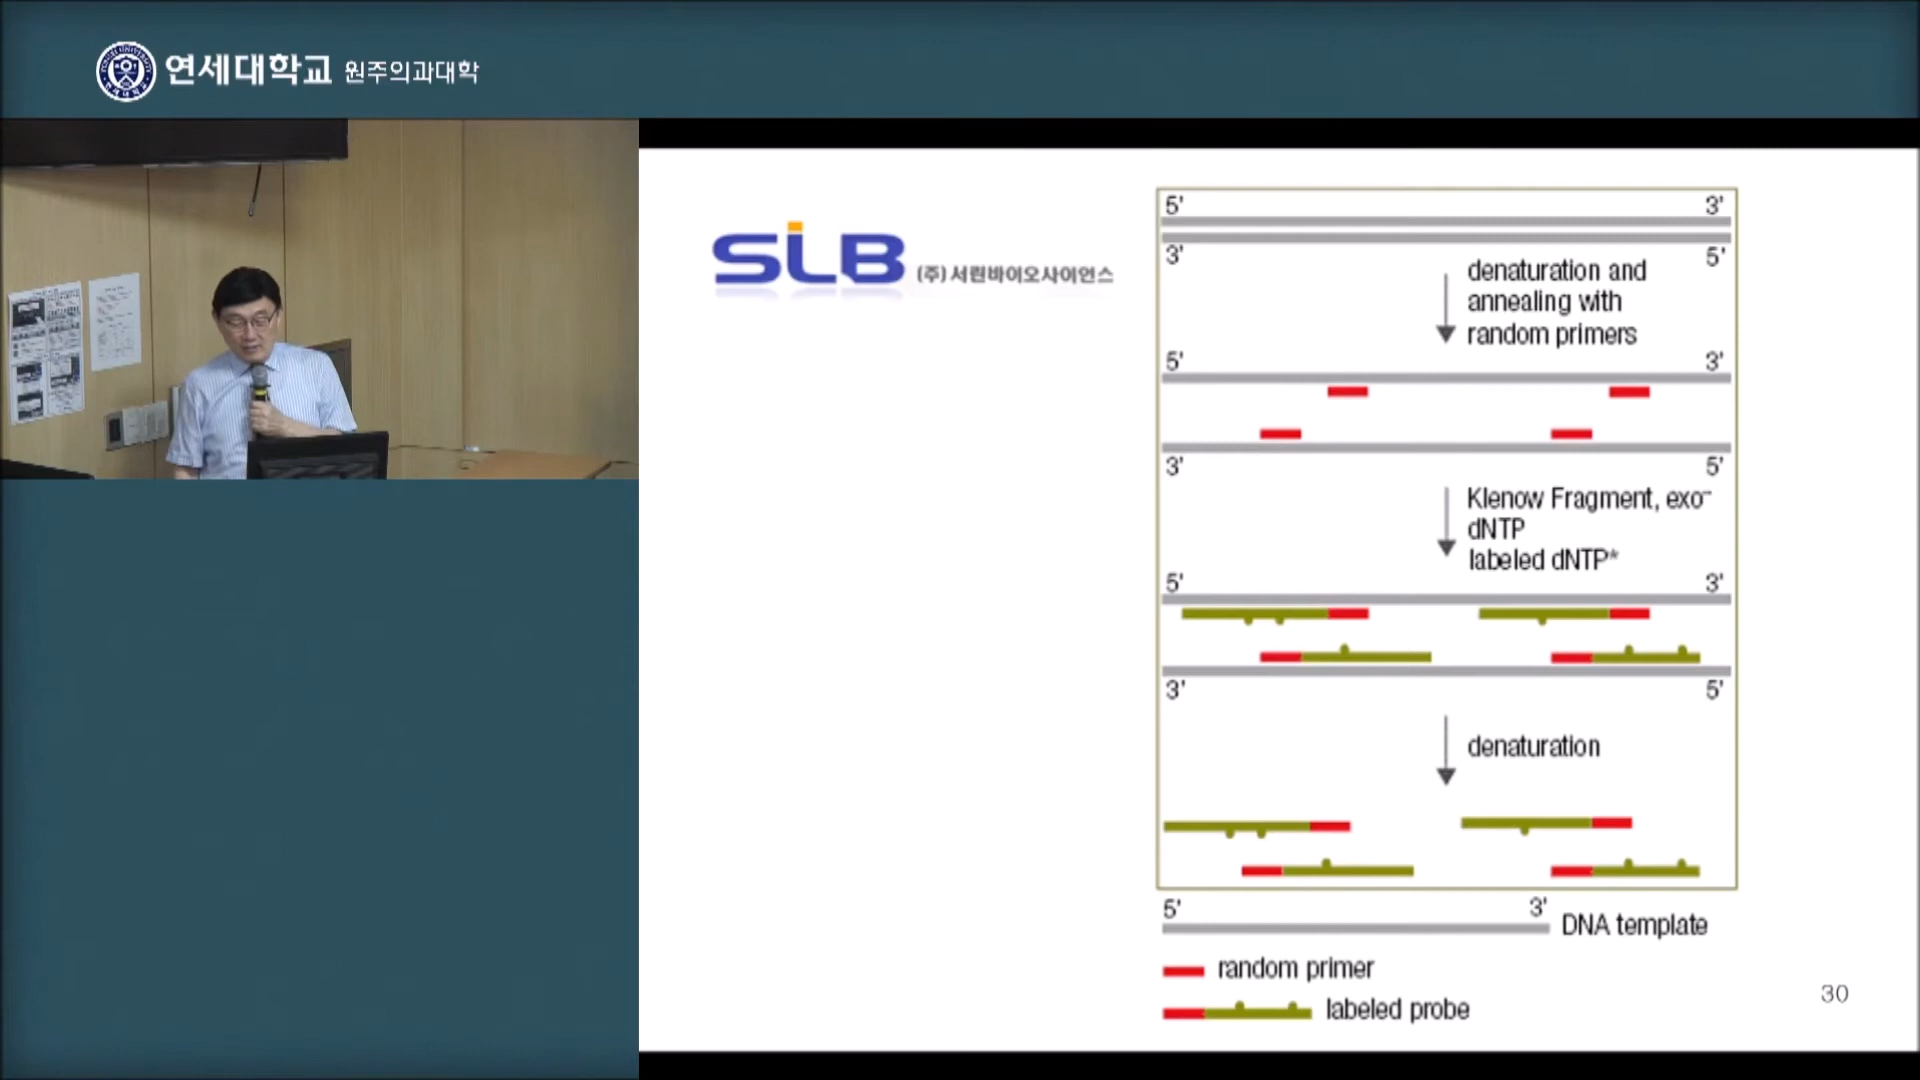 연세대학교 원주의과대학
SLB (주)서린바이오사이언스
5' 3'
3' 5'
denaturation and
annealing with
random primers
5' 3'
3' 5'
Klenow Fragment, exo⁻
dNTP
labeled dNTP*
5' 3'
3' 5'
denaturation
5' 3' DNA template
random primer
labeled probe
30